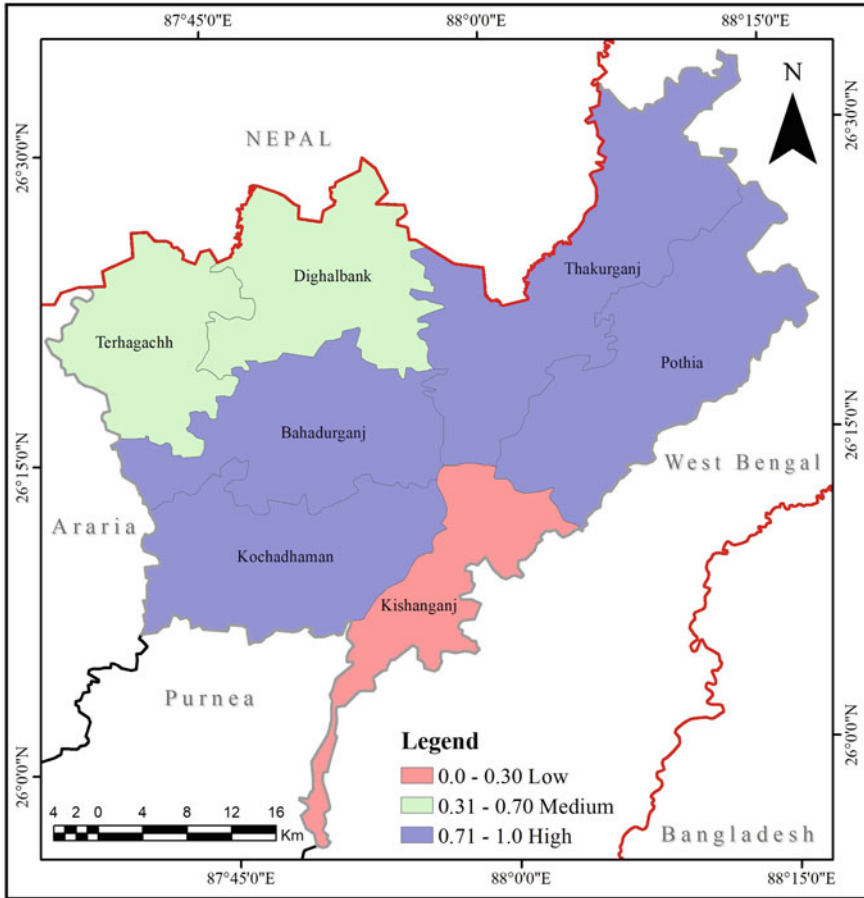 87°45'0"E 88°0'0"E 88°15'0"E
N
26°30'0"N
26°30'0"N
NEPAL
Dighalbank
Thakurganj
Terhagachh
Pothia
Bahadurganj
26°15'0"N
26°15'0"N
West Bengal
Araria
Kochadhaman
Kishanganj
Purnea
26°0'0"N
26°0'0"N
Legend
0.0 - 0.30 Low
0.31 - 0.70 Medium
0.71 - 1.0 High
4 2 0 4 8 12 16
Km
Bangladesh
87°45'0"E 88°0'0"E 88°15'0"E